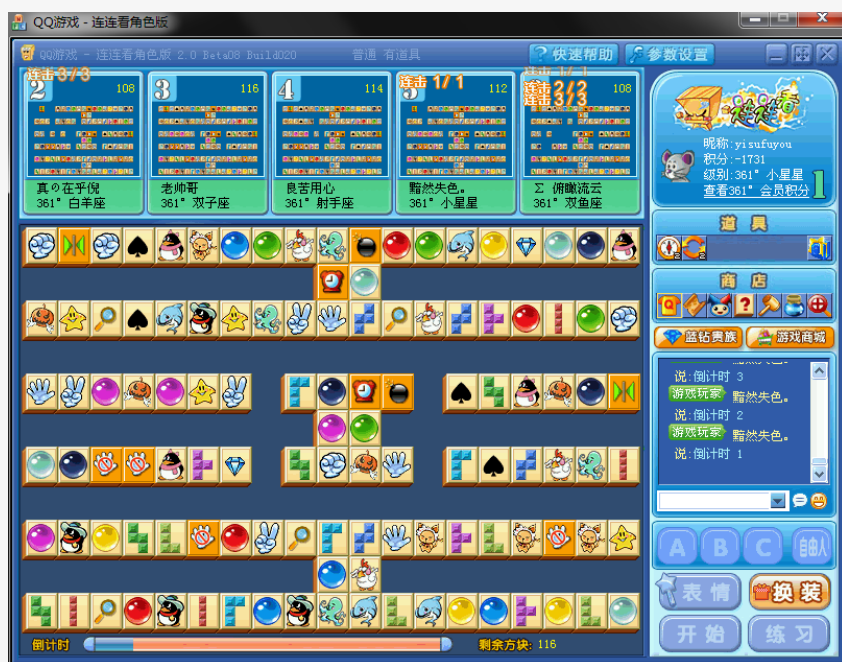 QQ游戏 - 连连看角色版
QQ游戏 - 连连看角色版 2.0 Beta08 Build020
普通 有道具
?快速帮助
参数设置
连击3/3
2
108
真の在乎倪
361° 白羊座
3
116
老帅哥
361° 双子座
4
114
良苦用心
361° 射手座
连击1/1
5
112
黯然失色。
361° 小星星
连击3/3
108
Σ 俯瞰流云
361° 双鱼座
连连看
昵称:yisufuyou
积分:-1731
级别:361° 小星星
查看361° 会员积分
1
道 具
2
2
商 店
Q
?
蓝钻贵族
游戏商城
说:倒计时 3
游戏玩家 黯然失色。
说:倒计时 2
游戏玩家 黯然失色。
说:倒计时 1
A
B
C
自由人
表情
换装
开始
练习
倒计时
剩余方块: 116